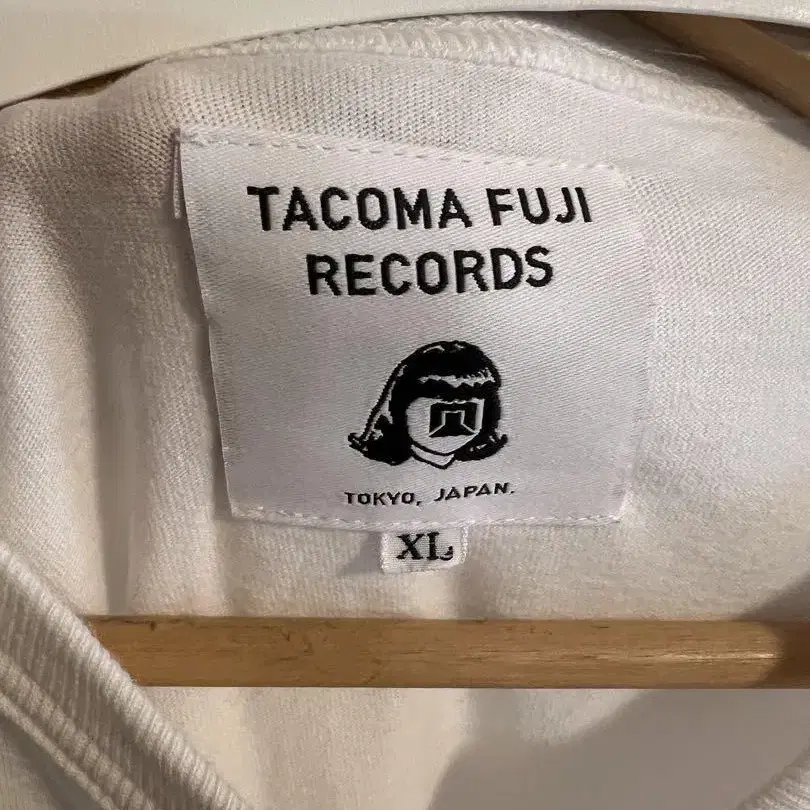 TACOMA FUJI
RECORDS
TOKYO, JAPAN.
XL